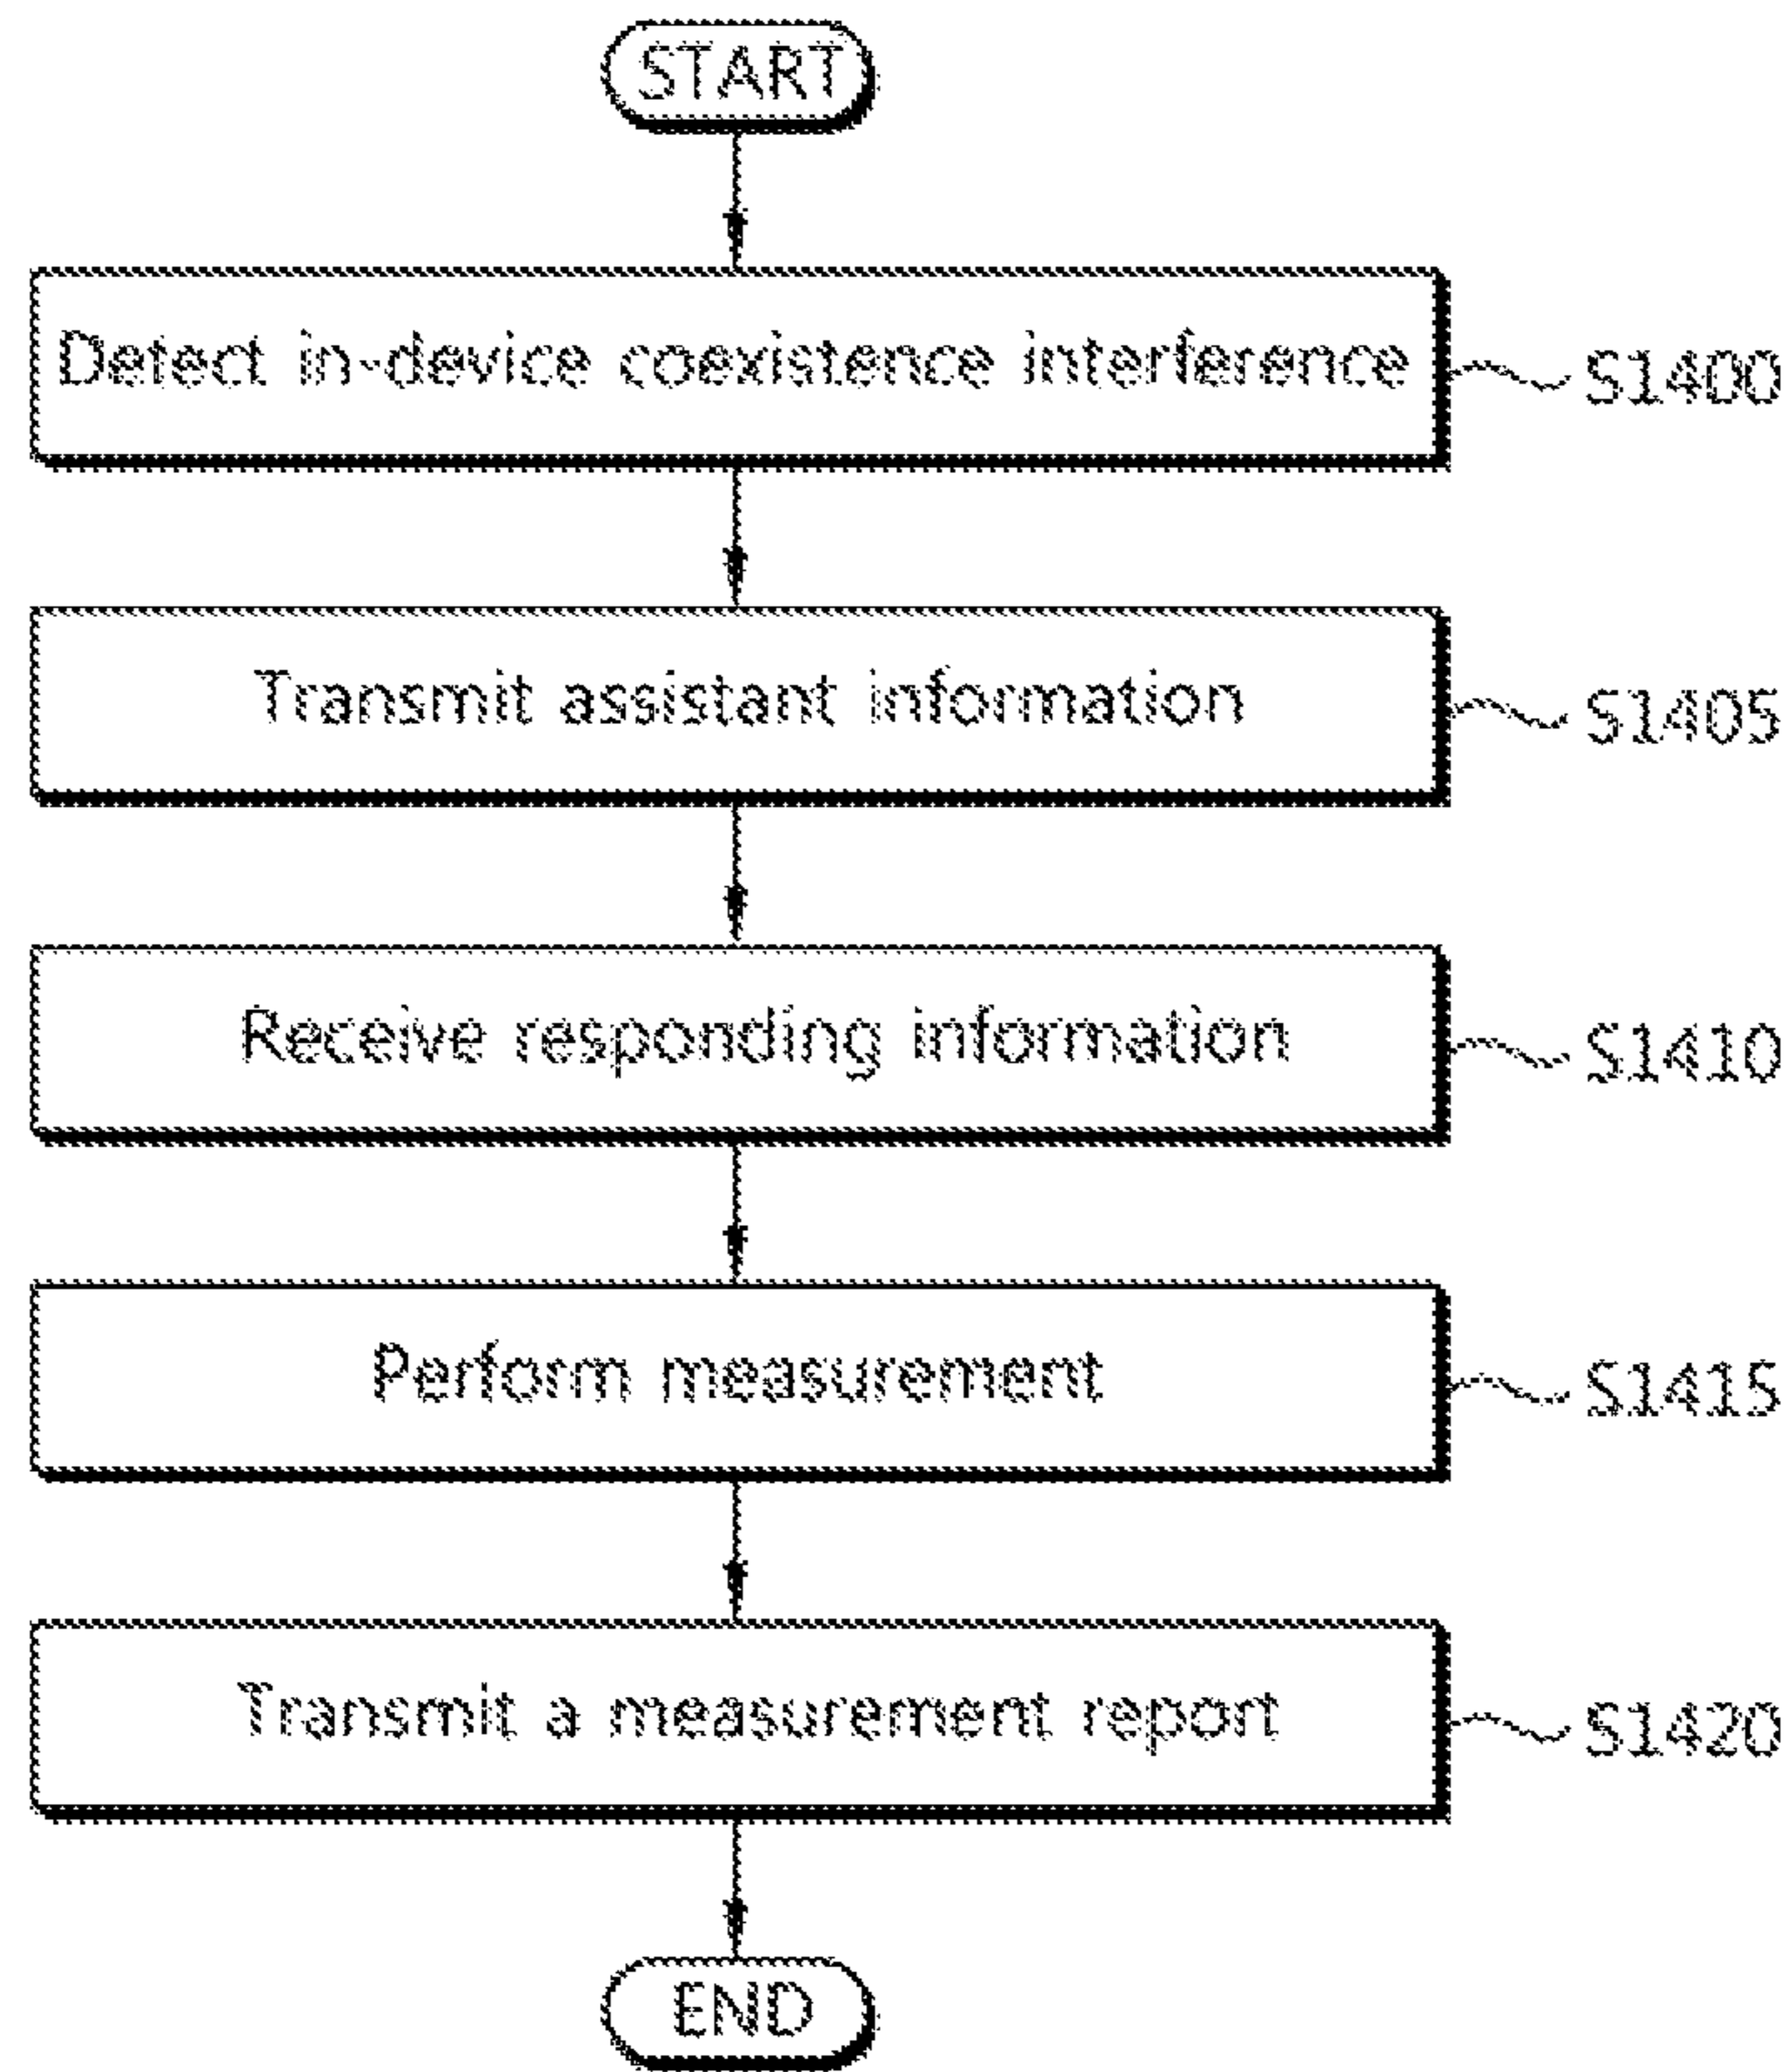 START
Detect in-device coexistence interference
S1400
Transmit assistant information
S1405
Receive responding information
S1410
Perform measurement
S1415
Transmit a measurement report
S1420
END